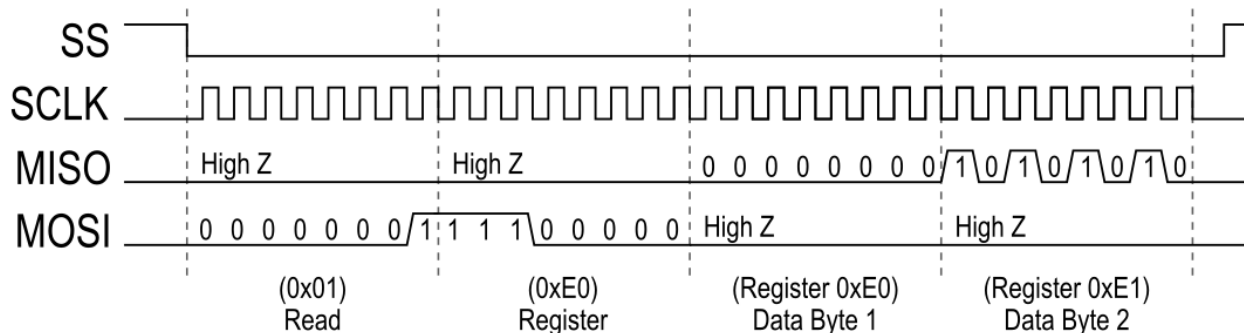 SS
SCLK
MISO High Z High Z 0 0 0 0 0 0 0 0 1 0 1 0 1 0 1 0
MOSI 0 0 0 0 0 0 0 1 1 1 1 0 0 0 0 0 High Z High Z
(0x01) (0xE0) (Register 0xE0) (Register 0xE1)
Read Register Data Byte 1 Data Byte 2